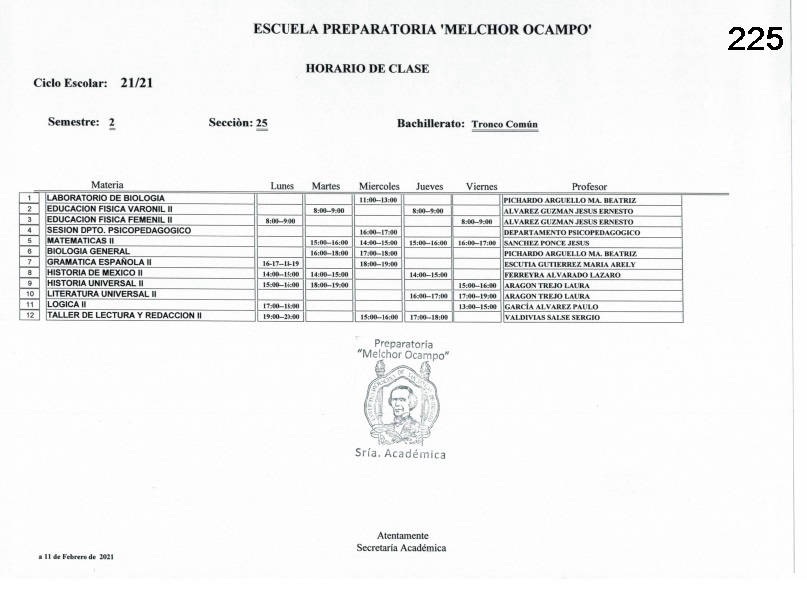 ESCUELA PREPARATORIA 'MELCHOR OCAMPO'
225
HORARIO DE CLASE
Ciclo Escolar: 21/21
Semestre: 2 Secciòn: 25 Bachillerato: Tronco Común
Materia Lunes Martes Miercoles Jueves Viernes Profesor
1 LABORATORIO DE BIOLOGIA 11:00--13:00 PICHARDO ARGUELLO MA. BEATRIZ
2 EDUCACION FISICA VARONIL II 8:00--9:00 8:00--9:00 ALVAREZ GUZMAN JESUS ERNESTO
3 EDUCACION FISICA FEMENIL II 8:00--9:00 8:00--9:00 ALVAREZ GUZMAN JESUS ERNESTO
4 SESION DPTO. PSICOPEDAGOGICO 16:00--17:00 DEPARTAMENTO PSICOPEDAGOGICO
5 MATEMATICAS II 15:00--16:00 14:00--15:00 15:00--16:00 16:00--17:00 SANCHEZ PONCE JESUS
6 BIOLOGIA GENERAL 16:00--18:00 17:00--18:00 PICHARDO ARGUELLO MA. BEATRIZ
7 GRAMATICA ESPAÑOLA II 18:00--19:00 ESCUTIA GUTIERREZ MARIA ARELY
8 HISTORIA DE MEXICO II 14:00--15:00 14:00--15:00 14:00--15:00 FERREYRA ALVARADO LAZARO
9 HISTORIA UNIVERSAL II 15:00--16:00 18:00--19:00 15:00--16:00 ARAGON TREJO LAURA
10 LITERATURA UNIVERSAL II 16:00--17:00 17:00--19:00 ARAGON TREJO LAURA
11 LOGICA II 17:00--18:00 13:00--15:00 GARCÍA ALVAREZ PAULO
12 TALLER DE LECTURA Y REDACCION II 19:00--20:00 15:00--16:00 17:00--18:00 VALDIVIAS SALSE SERGIO
Preparatoria
"Melchor Ocampo"
Sría. Académica
Atentamente
Secretaría Académica
a 11 de Febrero de 2021